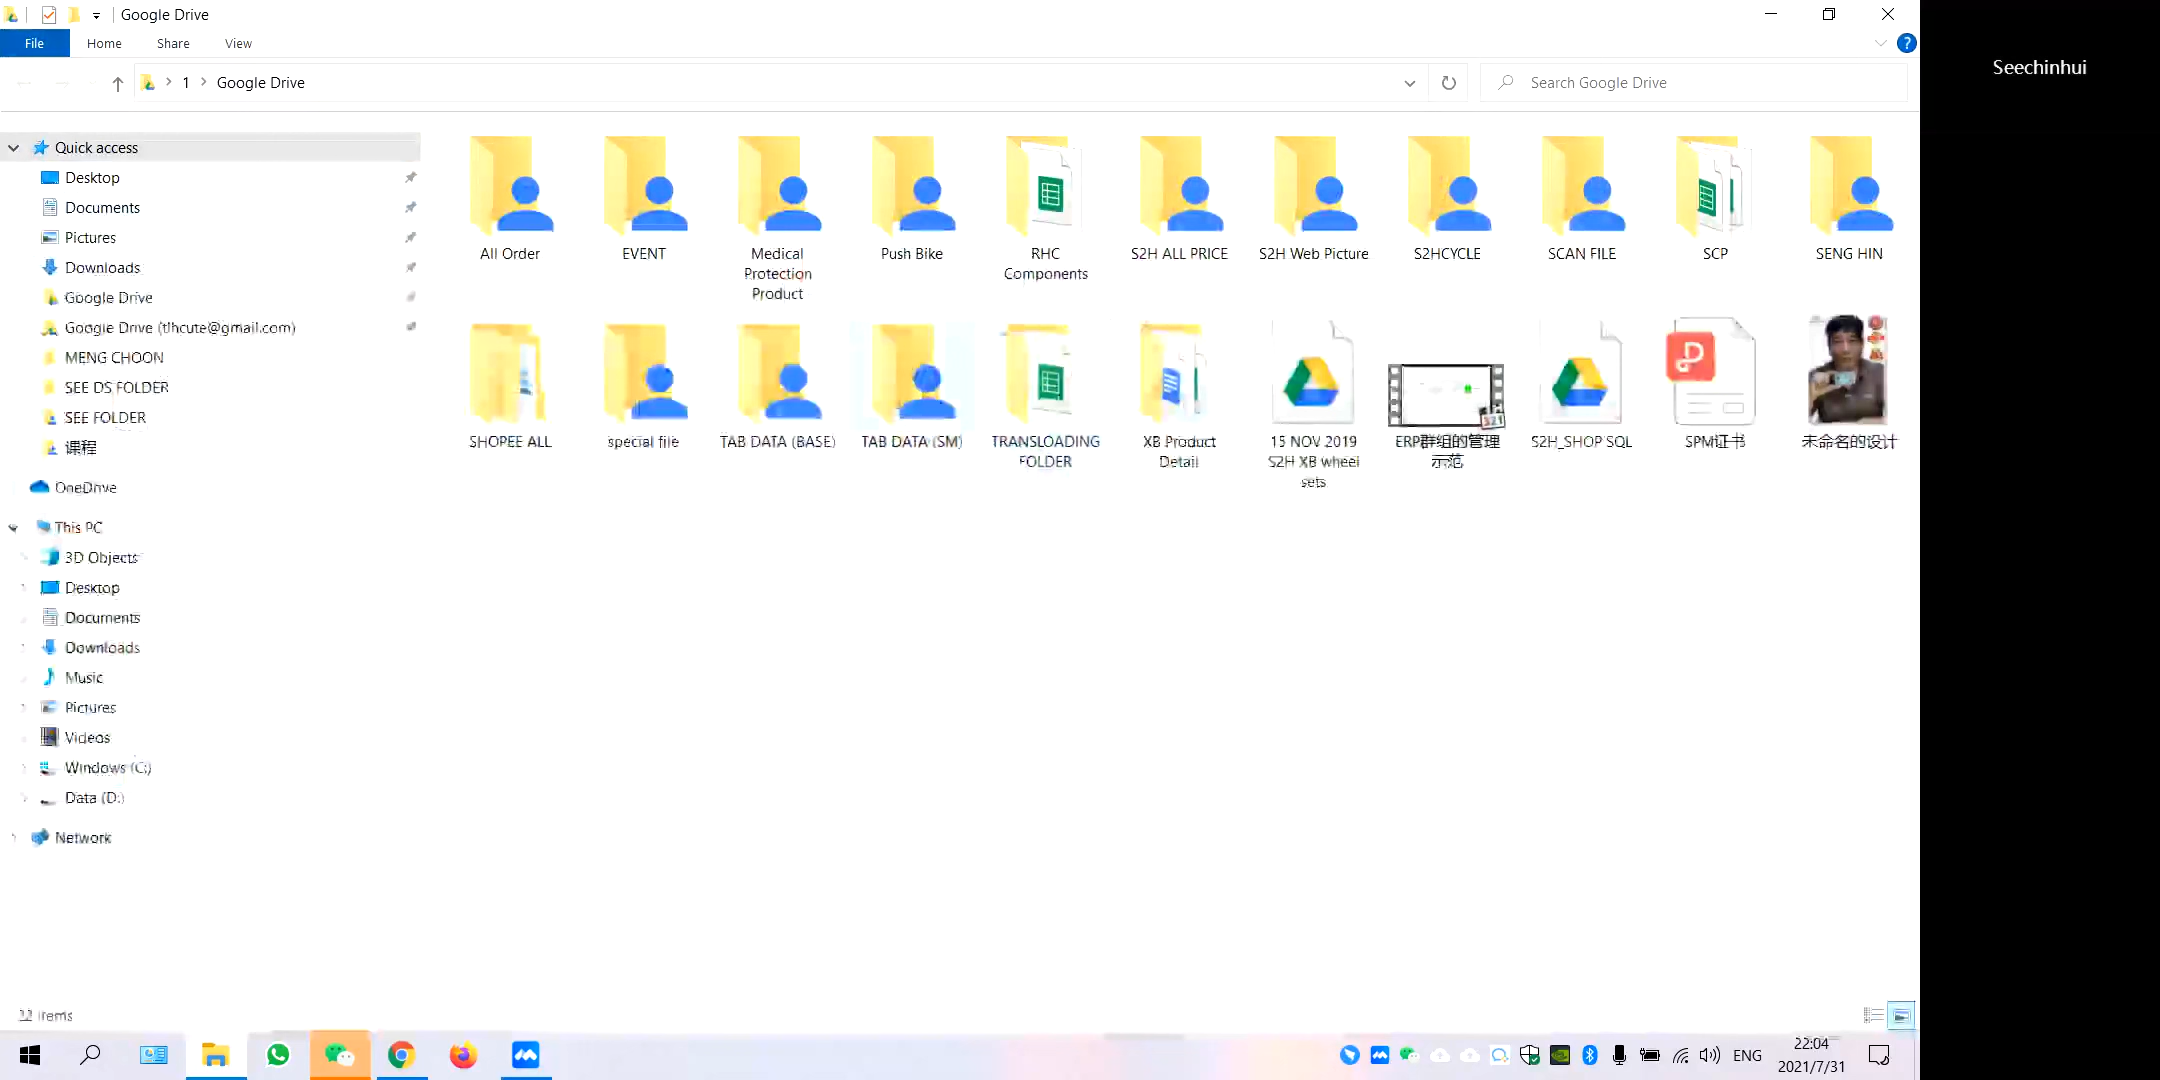 Google Drive
File Home Share View
1 Google Drive
Search Google Drive
Seechinhui
Quick access
Desktop
Documents
Pictures
Downloads
Google Drive
Google Drive (tlhcute@gmail.com)
MENG CHOON
SEE DS FOLDER
SEE FOLDER
课程
OneDrive
This PC
3D Objects
Desktop
Documents
Downloads
Music
Pictures
Videos
Windows (C:)
Data (D:)
Network
All Order
EVENT
Medical
Protection
Product
Push Bike
RHC
Components
S2H ALL PRICE
S2H Web Picture
S2HCYCLE
SCAN FILE
SCP
SENG HIN
SHOPEE ALL
special file
TAB DATA (BASE)
TAB DATA (SM)
TRANSLOADING
FOLDER
XB Product
Detail
15 NOV 2019
S2H XB wheel
sets
ERP群组的管理
示范
S2H_SHOP SQL
SPM证书
未命名的设计
22 items
ENG
22:04
2021/7/31